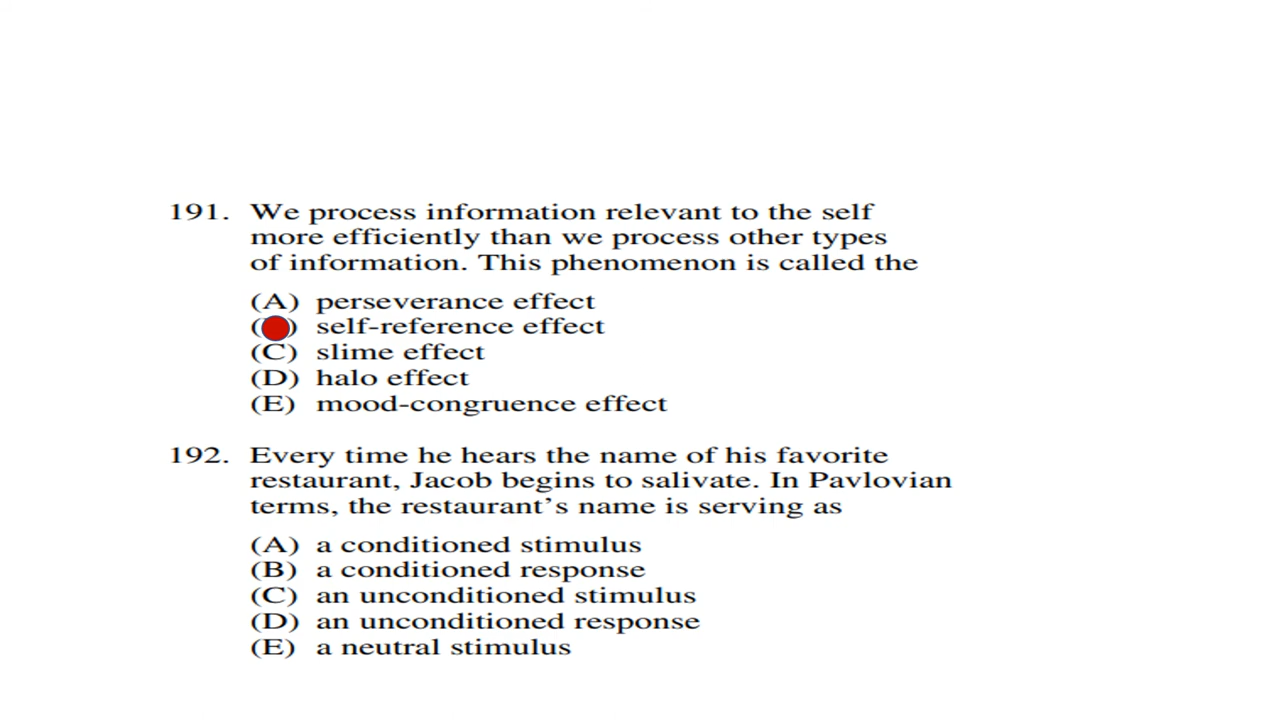 191. We process information relevant to the self
more efficiently than we process other types
of information. This phenomenon is called the
(A) perseverance effect
( ) self-reference effect
(C) slime effect
(D) halo effect
(E) mood-congruence effect
192. Every time he hears the name of his favorite
restaurant, Jacob begins to salivate. In Pavlovian
terms, the restaurant’s name is serving as
(A) a conditioned stimulus
(B) a conditioned response
(C) an unconditioned stimulus
(D) an unconditioned response
(E) a neutral stimulus